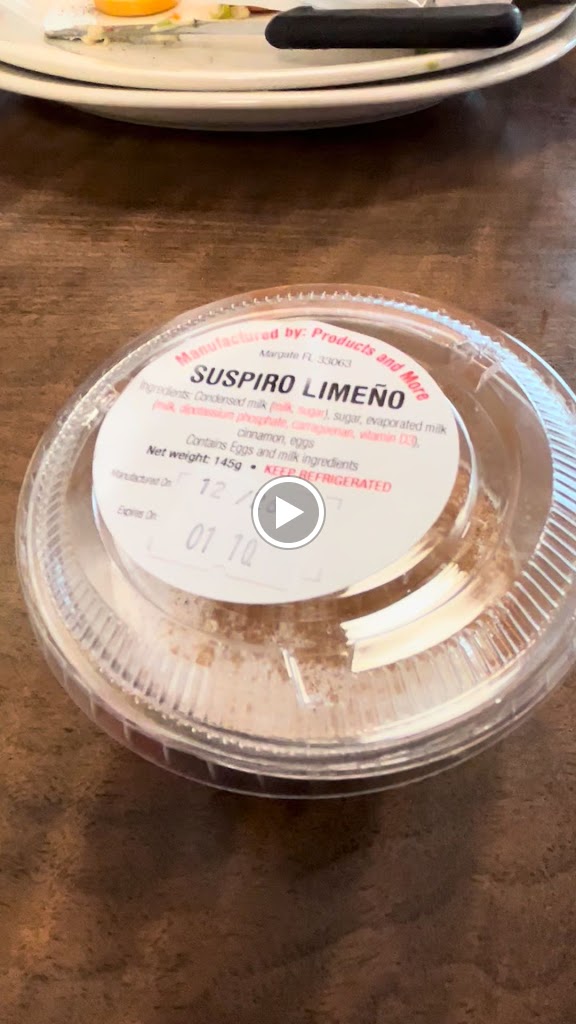 Manufactured by: Products and More
Margate FL 33063
SUSPIRO LIMEÑO
Ingredients: Condensed milk (milk, sugar), sugar, evaporated milk
(milk, dipotassium phosphate, carrageenan, vitamin D3),
cinnamon, eggs
Contains Eggs and milk ingredients
Net weight: 145g • KEEP REFRIGERATED
Manufactured On
12 /
Expires On
01 10